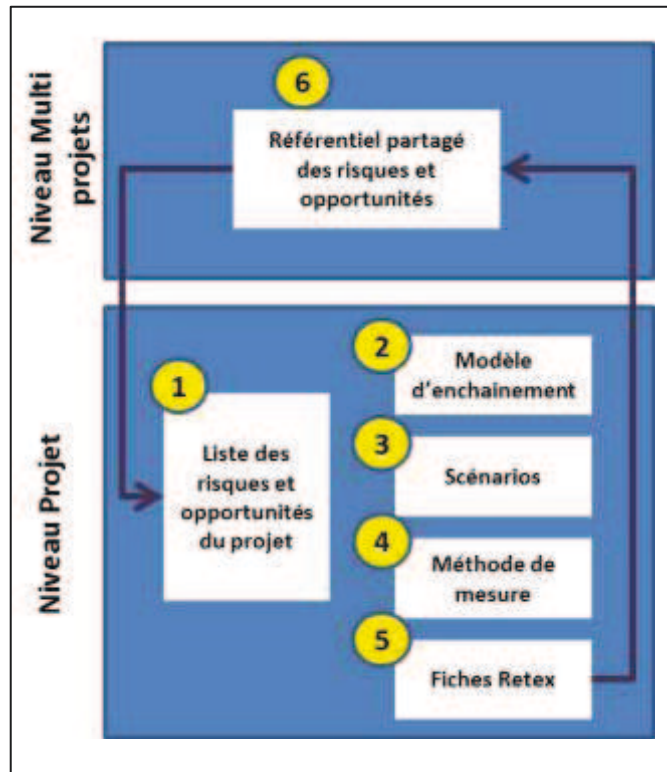 Niveau Multi
projets
6
Référentiel partagé
des risques et
opportunités
Niveau Projet
1
Liste des
risques et
opportunités
du projet
2
Modèle
d'enchainement
3
Scénarios
4
Méthode de
mesure
5
Fiches Retex